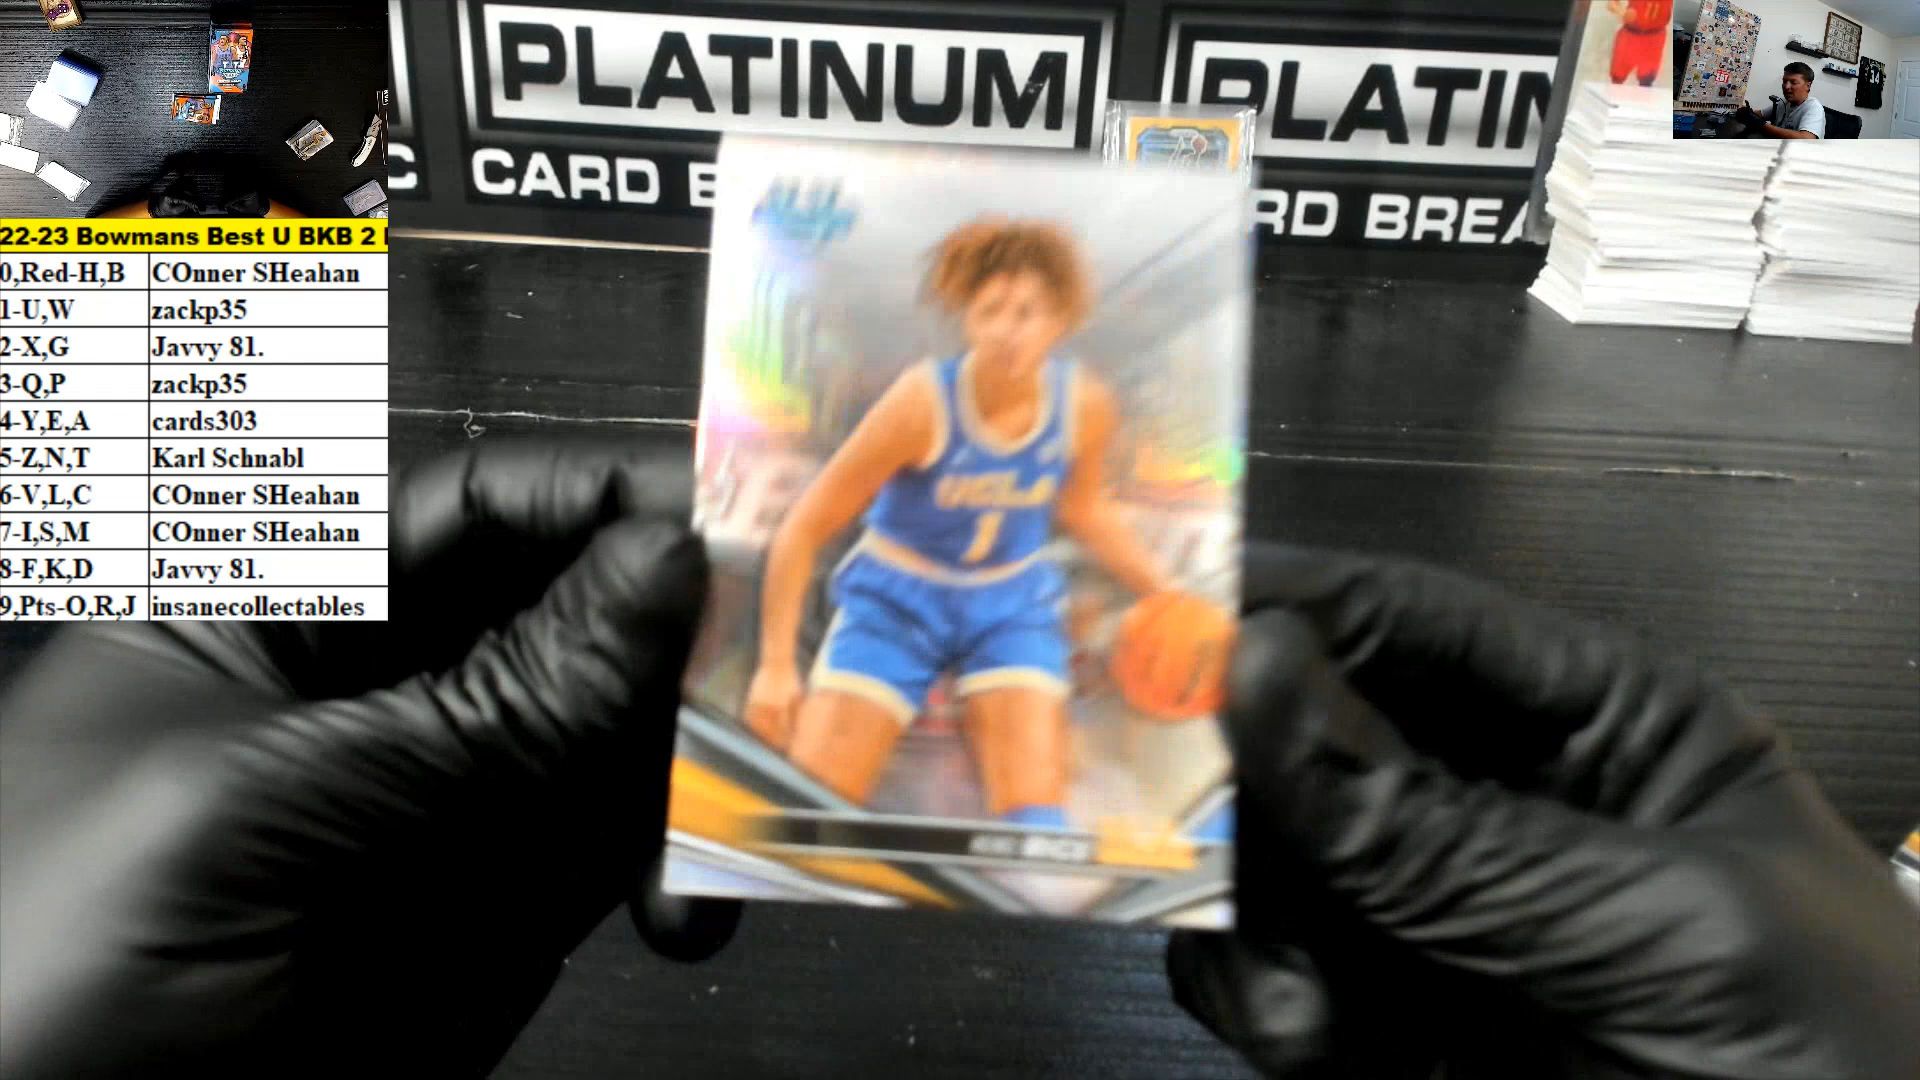 PLATINUM
PLATIN
CARD B
RD BREA
C
22-23 Bowmans Best U BKB 2
0,Red-H,B COnner SHeahan
1-U,W zackp35
2-X,G Javvy 81.
3-Q,P zackp35
4-Y,E,A cards303
5-Z,N,T Karl Schnabl
6-V,L,C COnner SHeahan
7-I,S,M COnner SHeahan
8-F,K,D Javvy 81.
9,Pts-O,R,J insanecollectables
UCLA
1
11